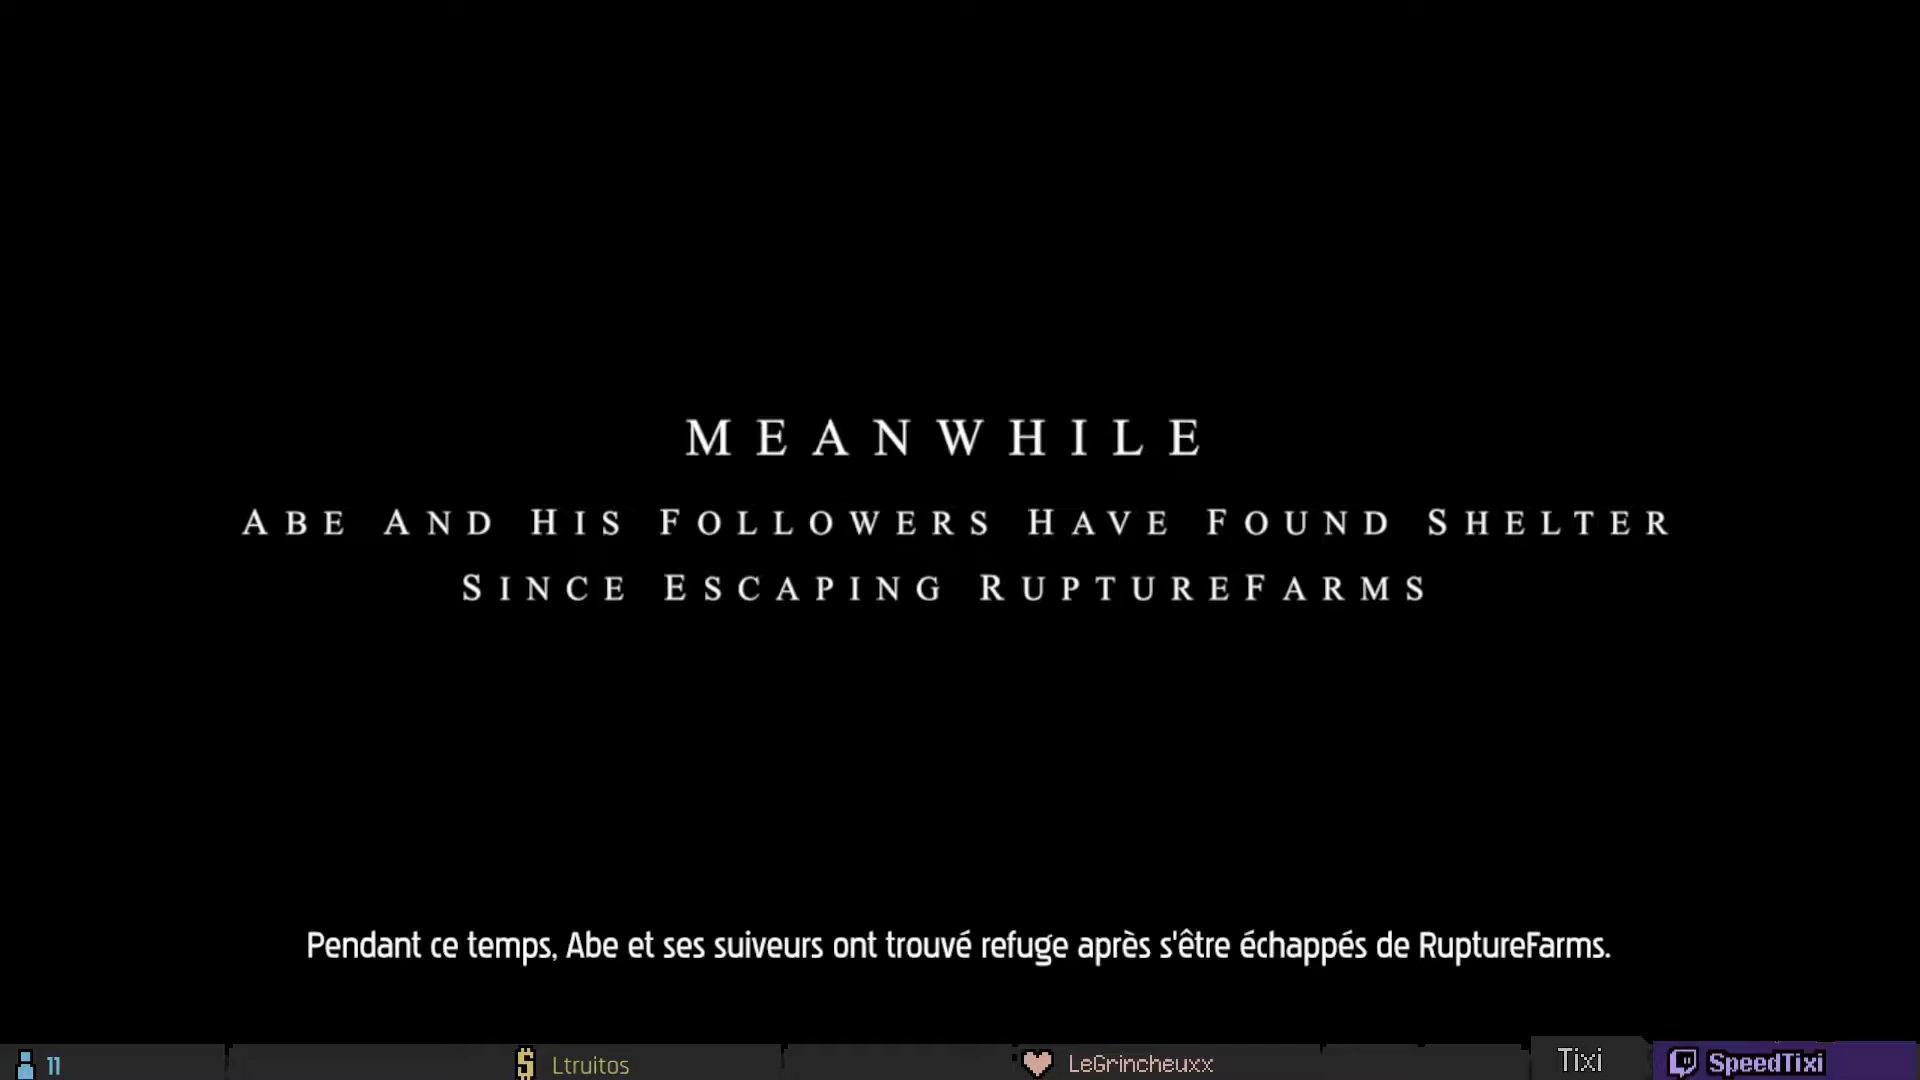 MEANWHILE
ABE AND HIS FOLLOWERS HAVE FOUND SHELTER
SINCE ESCAPING RUPTUREFARMS
Pendant ce temps, Abe et ses suiveurs ont trouvé refuge après s'être échappés de RuptureFarms.
11 Ltruitos LeGrincheuxx Tixi SpeedTixi